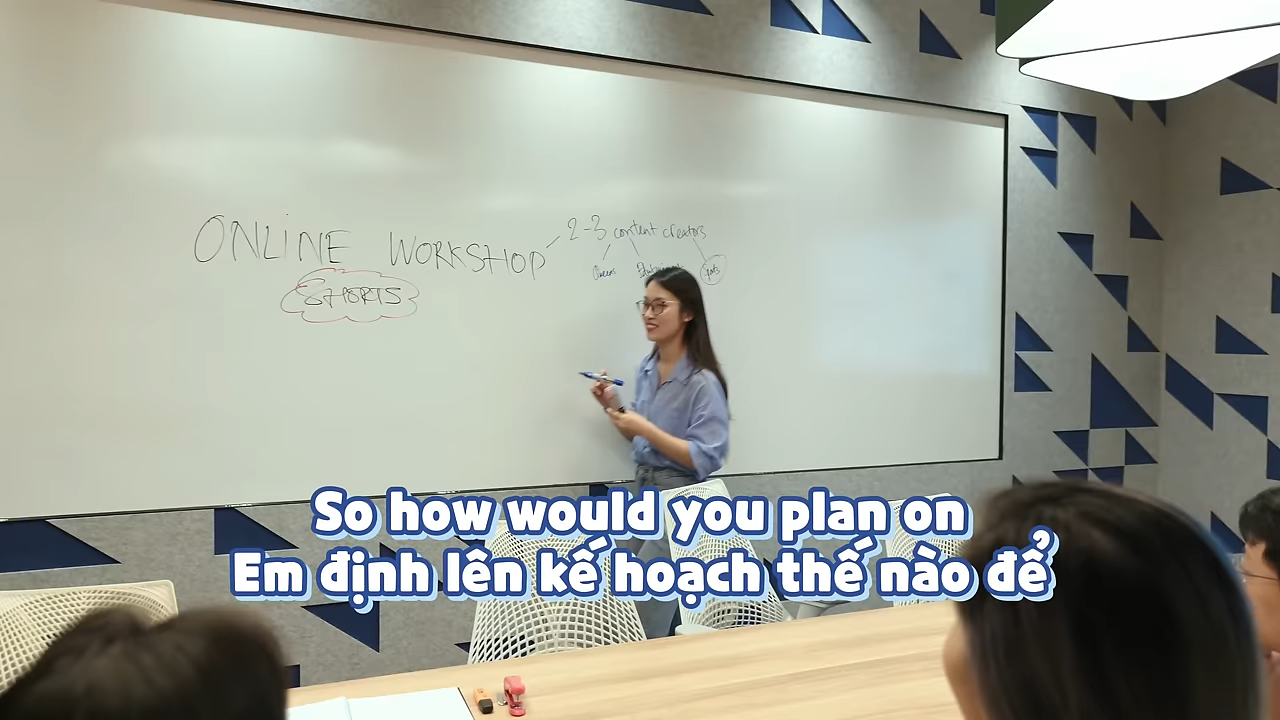 ONLINE WORKSHOP
2-3 content creators
SHORTS
So how would you plan on
Em định lên kế hoạch thế nào để